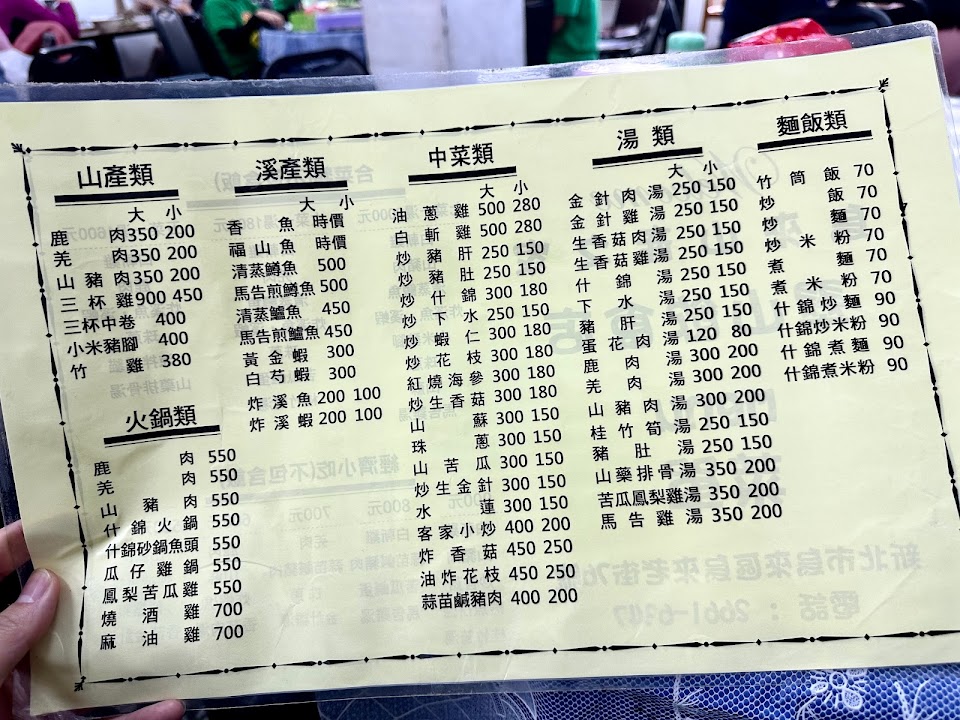 山產類
大 小
鹿肉 350 200
羌肉 350 200
山豬肉 350 200
三杯雞 900 450
三杯中卷 400
小米豬腳 400
竹雞 380
火鍋類
鹿肉 550
羌肉 550
山豬肉 550
什錦火鍋 550
什錦砂鍋魚頭 550
瓜仔雞鍋 550
鳳梨苦瓜雞 550
燒酒雞 700
麻油雞 700
溪產類
大 小
香魚 時價
福山魚 時價
清蒸鱒魚 500
馬告煎鱒魚 500
清蒸鱸魚 450
馬告煎鱸魚 450
黃金蝦 300
白芍蝦 300
炸溪魚 200 100
炸溪蝦 200 100
中菜類
大 小
油蔥雞 500 280
白斬雞 500 280
炒豬肝 250 150
炒豬肚 250 150
炒什錦 300 180
炒下水 250 150
炒蝦仁 300 180
炒花枝 300 180
紅燒海參 300 180
炒生香菇 300 180
山蘇 300 150
珠蔥 300 150
山苦瓜 300 150
炒生金針 300 150
水蓮 300 150
客家小炒 400 200
炸香菇 450 250
油炸花枝 450 250
蒜苗鹹豬肉 400 200
湯類
大 小
金針肉湯 250 150
金針雞湯 250 150
生香菇肉湯 250 150
生香菇雞湯 250 150
什錦湯 250 150
下水湯 250 150
豬肝湯 250 150
蛋花肉湯 120 80
鹿肉湯 300 200
羌肉湯 300 200
山豬肉湯 300 200
桂竹筍湯 250 150
豬肚湯 250 150
山藥排骨湯 350 200
苦瓜鳳梨雞湯 350 200
馬告雞湯 350 200
麵飯類
竹筒飯 70
炒飯 70
炒麵 70
炒米粉 70
煮麵 70
煮米粉 70
什錦炒麵 90
什錦炒米粉 90
什錦煮麵 90
什錦煮米粉 90